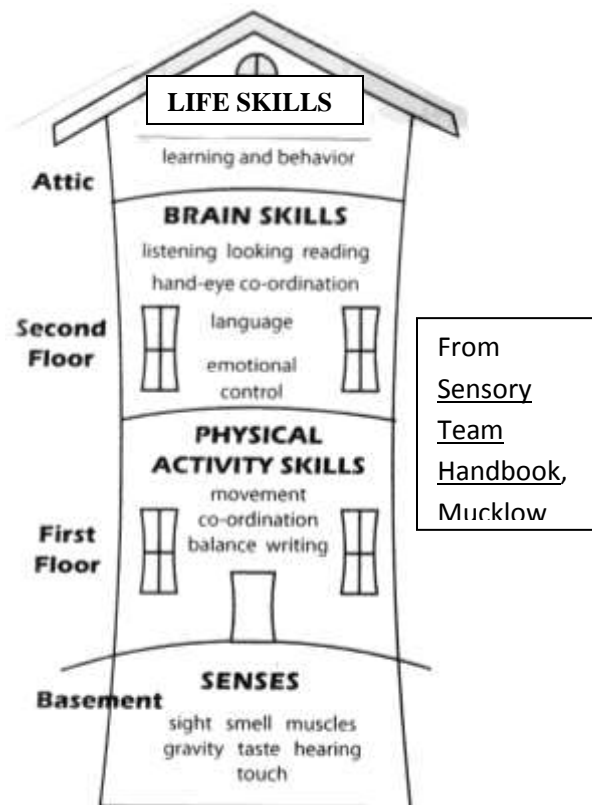 LIFE SKILLS
learning and behavior
Attic
BRAIN SKILLS
listening looking reading
hand-eye co-ordination
language
emotional
control
Second
Floor
PHYSICAL
ACTIVITY SKILLS
movement
co-ordination
balance writing
First
Floor
SENSES
Basement
sight smell muscles
gravity taste hearing
touch
From
Sensory
Team
Handbook,
Mucklow